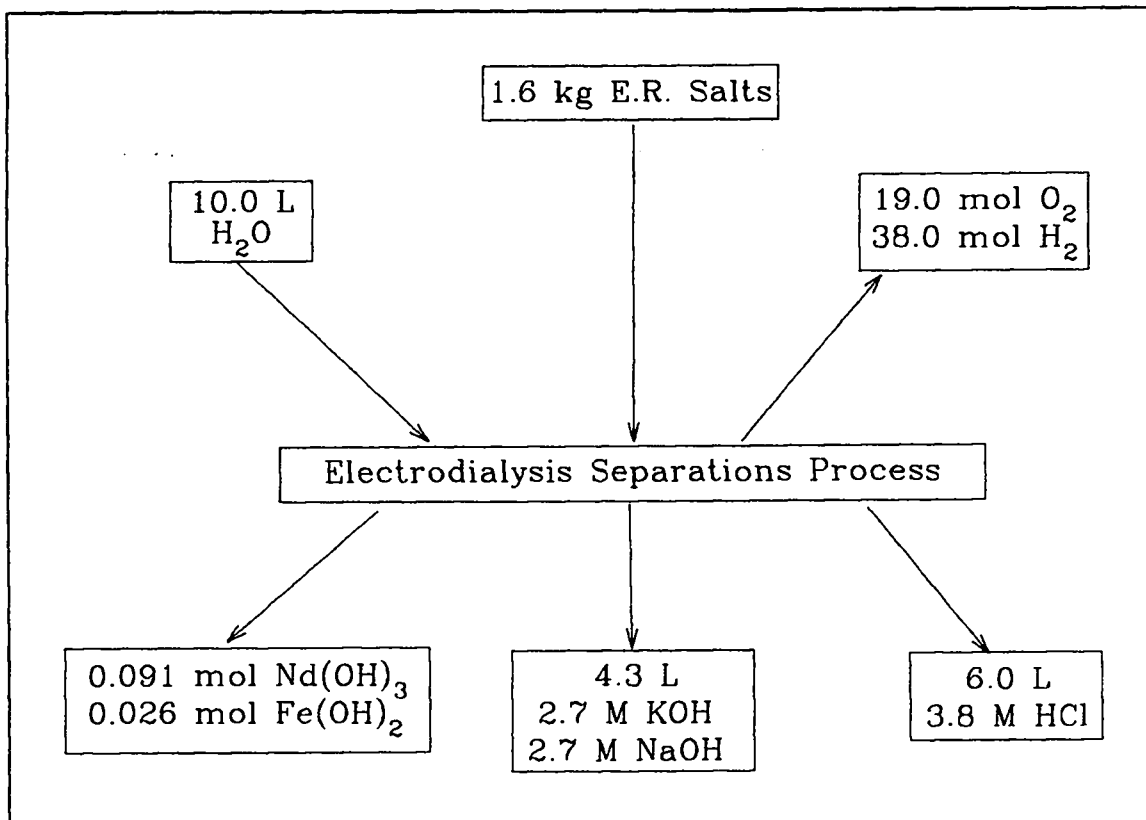 1.6 kg E.R. Salts
10.0 L
H₂O
19.0 mol O₂
38.0 mol H₂
Electrodialysis Separations Process
0.091 mol Nd(OH)₃
0.026 mol Fe(OH)₂
4.3 L
2.7 M KOH
2.7 M NaOH
6.0 L
3.8 M HCl